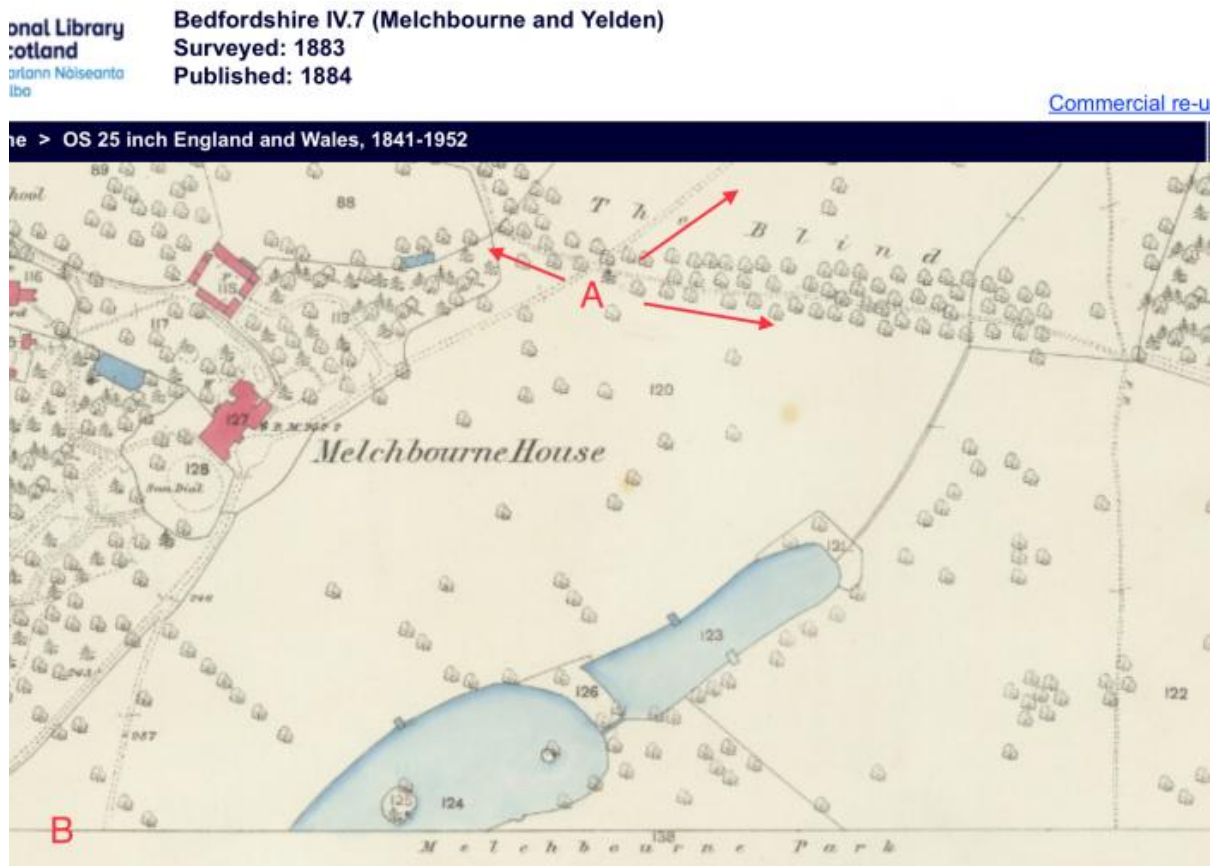 onal Library
cotland
arlann Nàiseanta
lba
Bedfordshire IV.7 (Melchbourne and Yelden)
Surveyed: 1883
Published: 1884
Commercial re-u
ne > OS 25 inch England and Wales, 1841-1952
89
hool
88
The Blind
116
115
117
A
120
127
B.M.
Melchbourne House
128
Sun Dial
121
123
246
122
126
125
124
B
Melchbourne Park